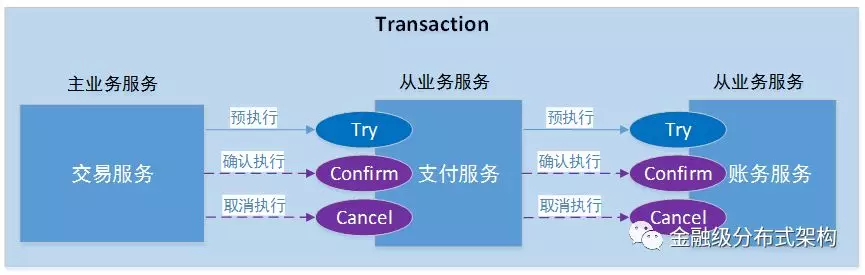 Transaction
主业务服务
从业务服务
从业务服务
交易服务
预执行
确认执行
取消执行
Try
Confirm
Cancel
支付服务
预执行
确认执行
取消执行
Try
Confirm
Cancel
账务服务
金融级分布式架构